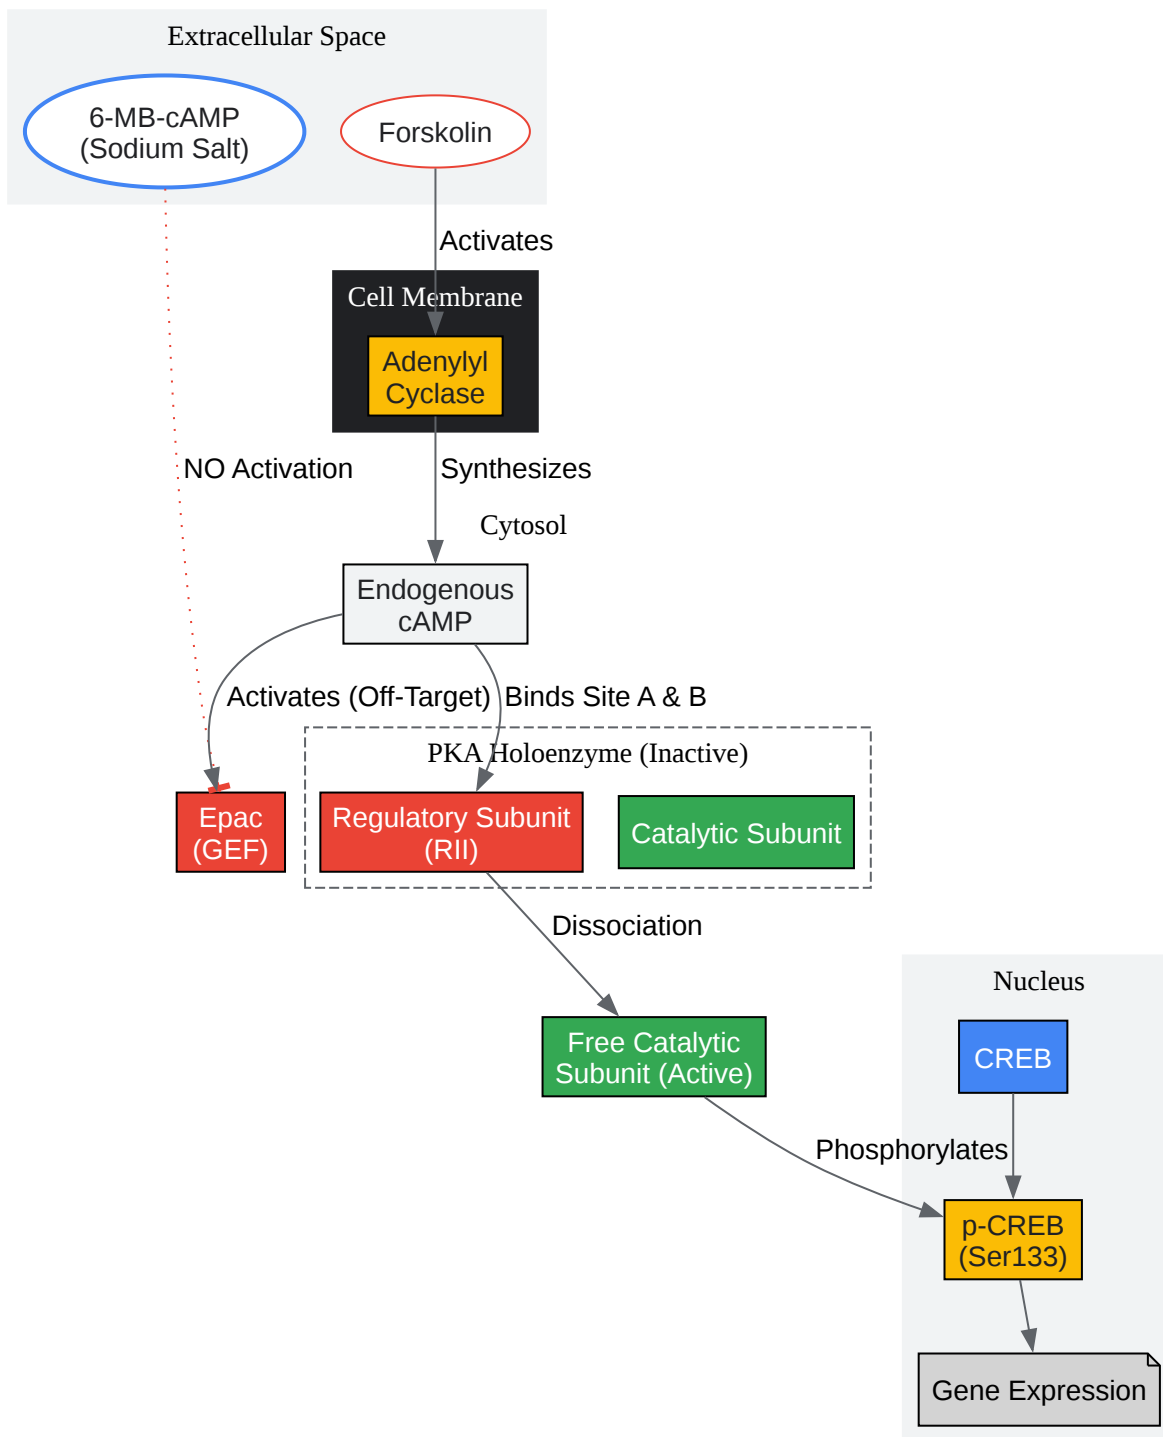 Extracellular Space
6-MB-cAMP
(Sodium Salt)
Forskolin
Activates
Cell Membrane
Adenylyl
Cyclase
NO Activation
Synthesizes
Cytosol
Endogenous
cAMP
Activates (Off-Target)
Binds Site A & B
PKA Holoenzyme (Inactive)
Epac
(GEF)
Regulatory Subunit
(RII)
Catalytic Subunit
Dissociation
Nucleus
Free Catalytic
Subunit (Active)
CREB
Phosphorylates
p-CREB
(Ser133)
Gene Expression